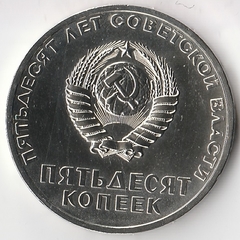 ПЯТЬДЕСЯТ ЛЕТ СОВЕТСКОЙ ВЛАСТИ
ПЯТЬДЕСЯТ
КОПЕЕК